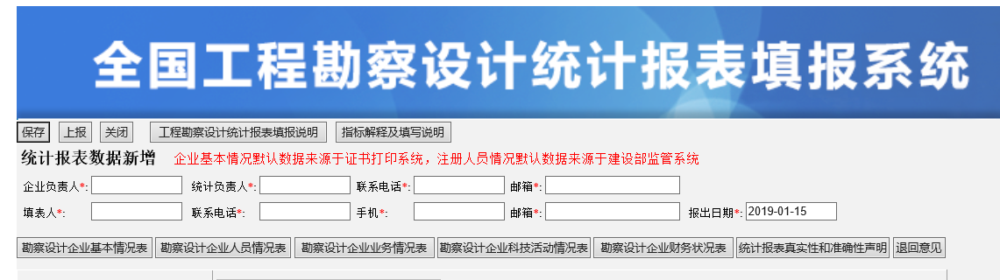 全国工程勘察设计统计报表填报系统
保存 上报 关闭 工程勘察设计统计报表填报说明 指标解释及填写说明
统计报表数据新增 企业基本情况默认数据来源于证书打印系统，注册人员情况默认数据来源于建设部监管系统
企业负责人*: 统计负责人*: 联系电话*: 邮箱*:
填表人*: 联系电话*: 手机*: 邮箱*: 报出日期*: 2019-01-15
勘察设计企业基本情况表 勘察设计企业人员情况表 勘察设计企业业务情况表 勘察设计企业科技活动情况表 勘察设计企业财务状况表 统计报表真实性和准确性声明 退回意见